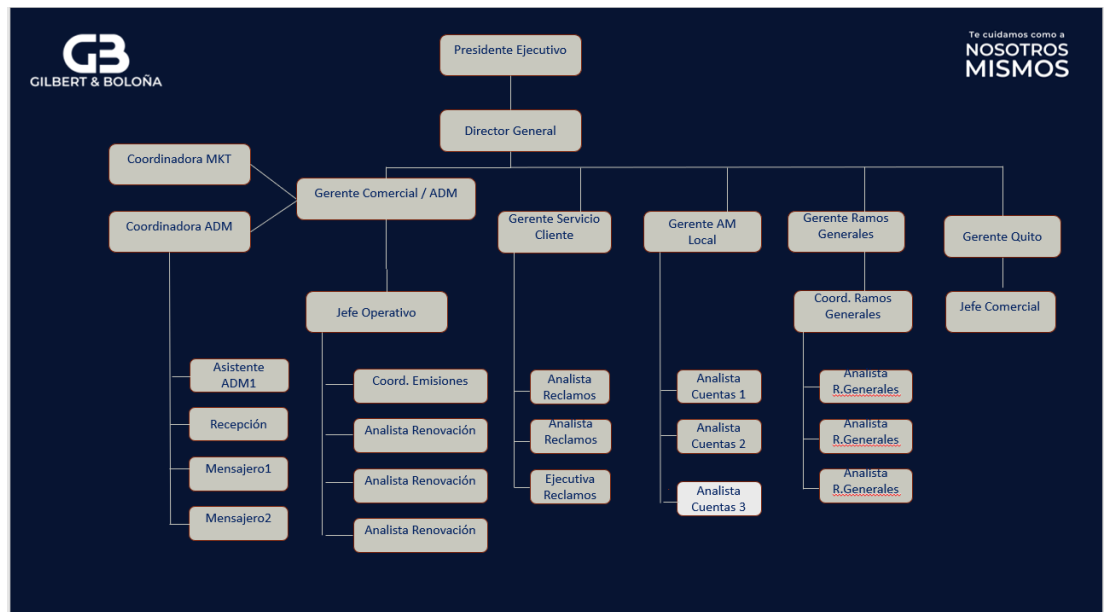 GB
GILBERT & BOLOÑA
Te cuidamos como a
NOSOTROS
MISMOS
Presidente Ejecutivo
Director General
Coordinadora MKT
Coordinadora ADM
Gerente Comercial / ADM
Gerente Servicio
Cliente
Gerente AM
Local
Gerente Ramos
Generales
Gerente Quito
Jefe Operativo
Coord. Ramos
Generales
Jefe Comercial
Asistente
ADM1
Recepción
Mensajero1
Mensajero2
Coord. Emisiones
Analista Renovación
Analista Renovación
Analista Renovación
Analista
Reclamos
Analista
Reclamos
Ejecutiva
Reclamos
Analista
Cuentas 1
Analista
Cuentas 2
Analista
Cuentas 3
Analista
R.Generales
Analista
R.Generales
Analista
R.Generales